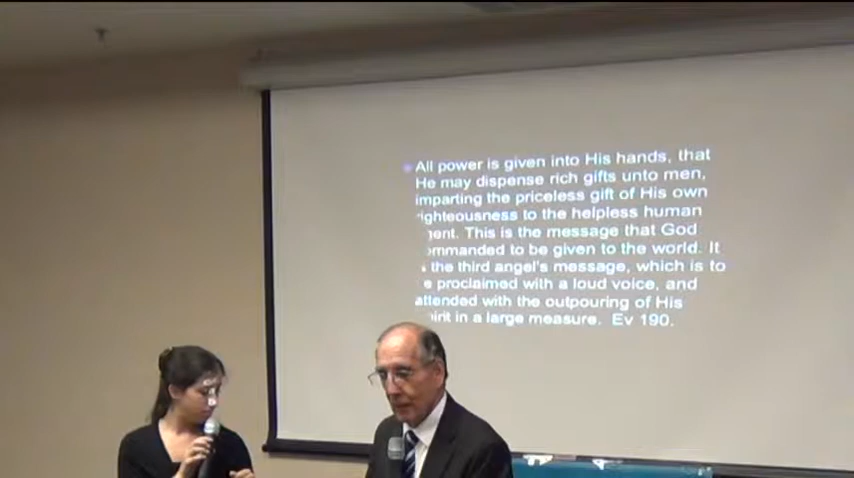 All power is given into His hands, that
He may dispense rich gifts unto men,
imparting the priceless gift of His own
righteousness to the helpless human
ent. This is the message that God
ommanded to be given to the world. It
the third angel's message, which is to
e proclaimed with a loud voice, and
attended with the outpouring of His
irit in a large measure. Ev 190.